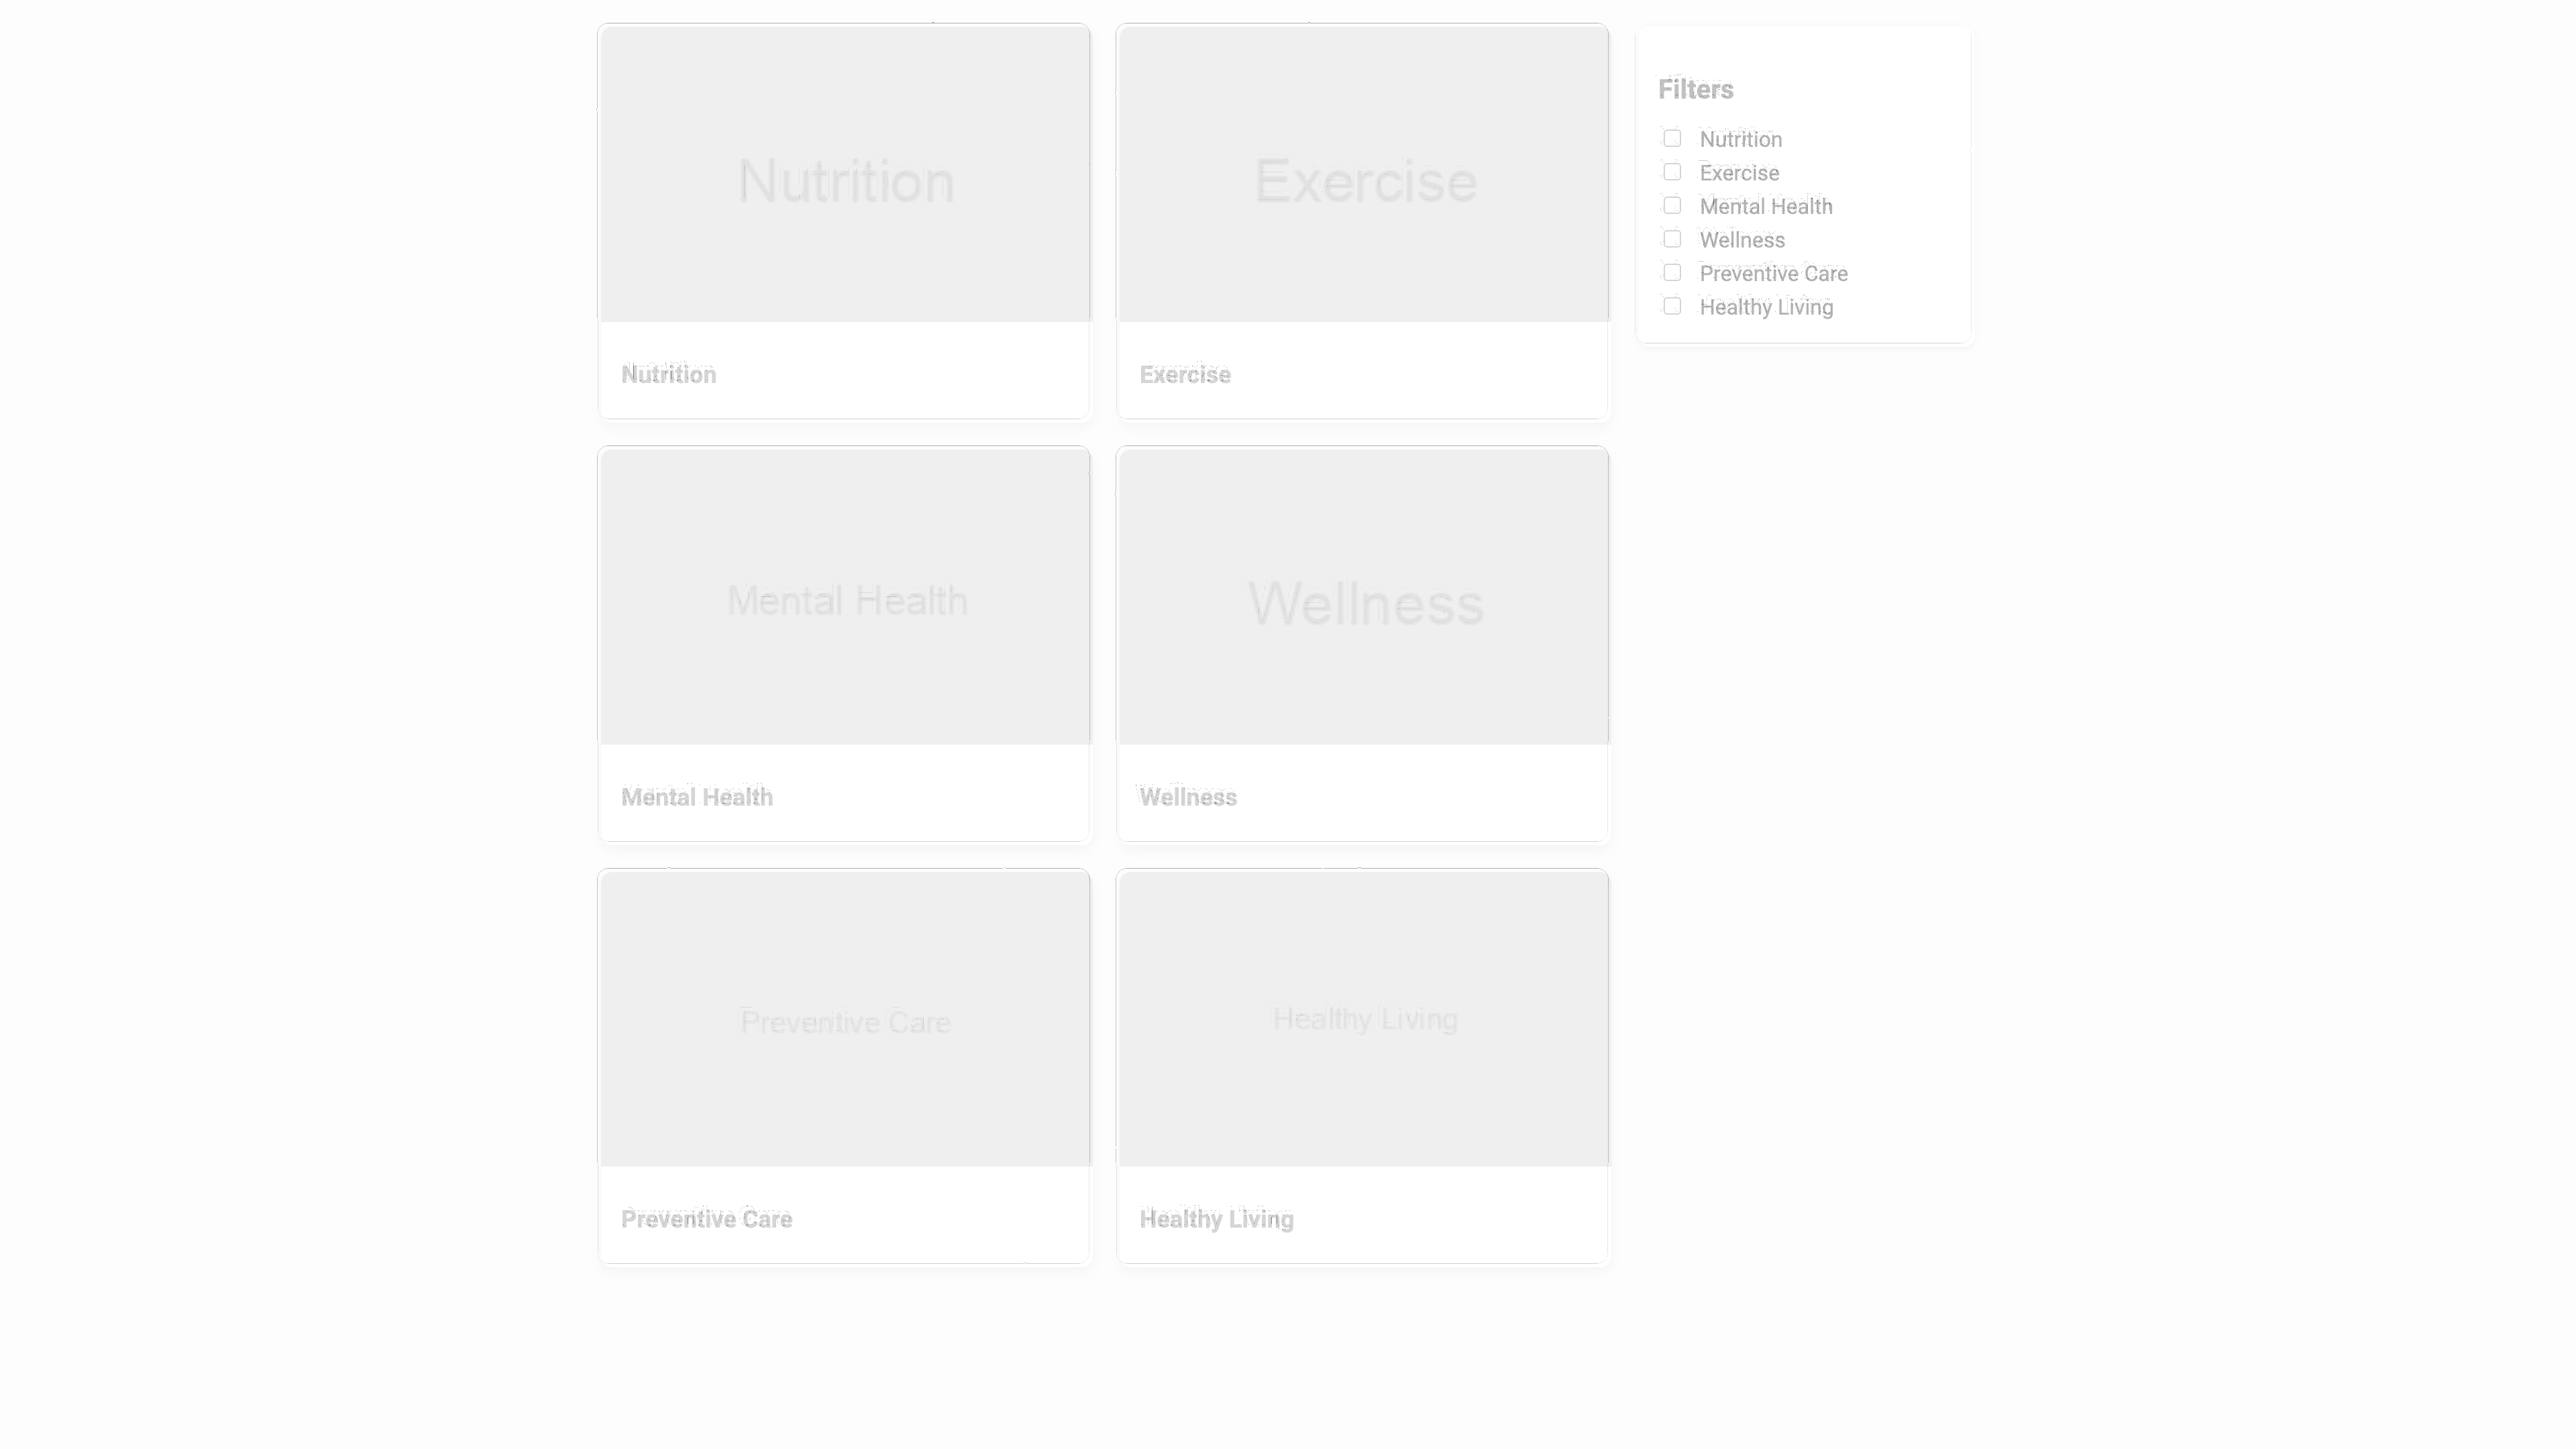 Nutrition
Nutrition
Exercise
Exercise
Mental Health
Mental Health
Wellness
Wellness
Preventive Care
Preventive Care
Healthy Living
Healthy Living
Filters
Nutrition
Exercise
Mental Health
Wellness
Preventive Care
Healthy Living